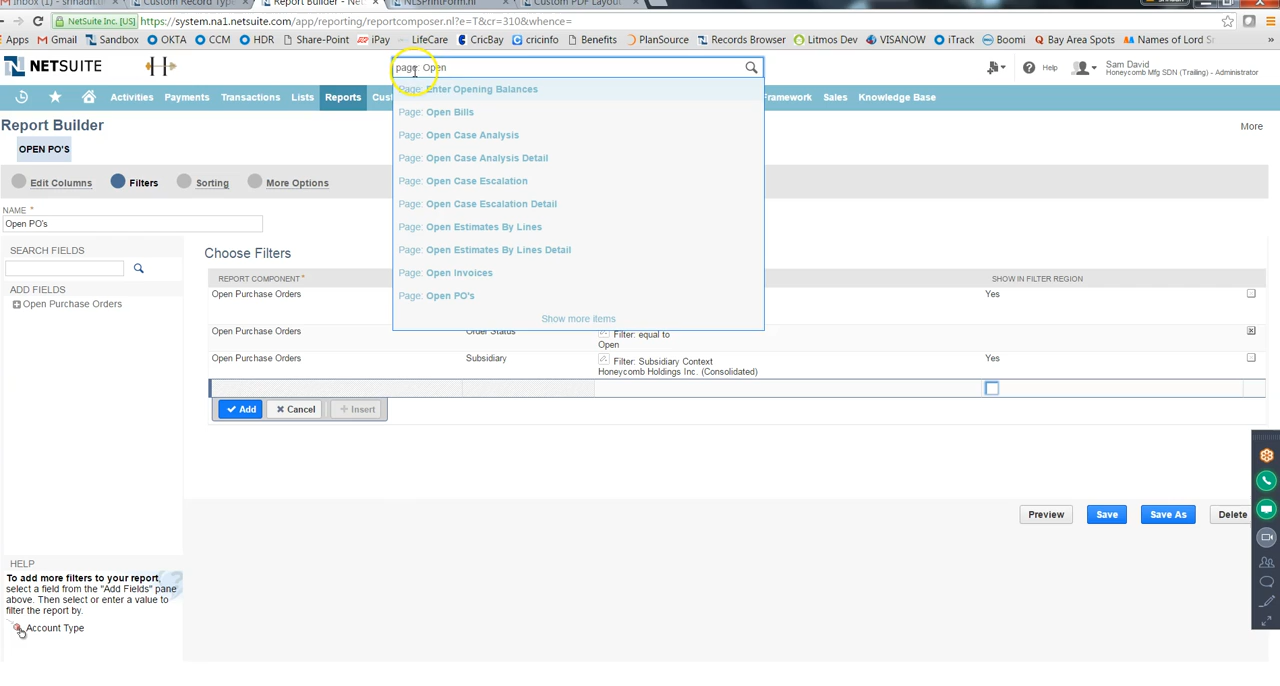 Inbox (1) - shhadh.
Custom Record Type
Report Builder - Net
NLSPrintForm.nl
Custom PDF Layout
NetSuite Inc. [US] https://system.na1.netsuite.com/app/reporting/reportcomposer.nl?e=T&cr=310&whence=
Apps Gmail Sandbox OKTA CCM HDR Share-Point iPay LifeCare CricBay cricinfo Benefits PlanSource Records Browser Litmos Dev VISANOW iTrack Boomi Bay Area Spots Names of Lord Sr »
NETSUITE
page: Open
Help
Sam David
Honeycomb Mfg SDN (Trailing) - Administrator
Activities Payments Transactions Lists Reports Cus Framework Sales Knowledge Base
Page: Enter Opening Balances
Page: Open Bills
Page: Open Case Analysis
Page: Open Case Analysis Detail
Page: Open Case Escalation
Page: Open Case Escalation Detail
Page: Open Estimates By Lines
Page: Open Estimates By Lines Detail
Page: Open Invoices
Page: Open PO's
Show more items
Report Builder
More
OPEN PO'S
Edit Columns Filters Sorting More Options
NAME *
Open PO's
SEARCH FIELDS
ADD FIELDS
Open Purchase Orders
Choose Filters
REPORT COMPONENT * SHOW IN FILTER REGION
Open Purchase Orders Yes
Open Purchase Orders Order Status Filter: equal to
Open
Open Purchase Orders Subsidiary Filter: Subsidiary Context Yes
Honeycomb Holdings Inc. (Consolidated)
Add Cancel Insert
Preview Save Save As Delete
HELP
To add more filters to your report,
select a field from the "Add Fields" pane
above. Then select or enter a value to
filter the report by.
Account Type